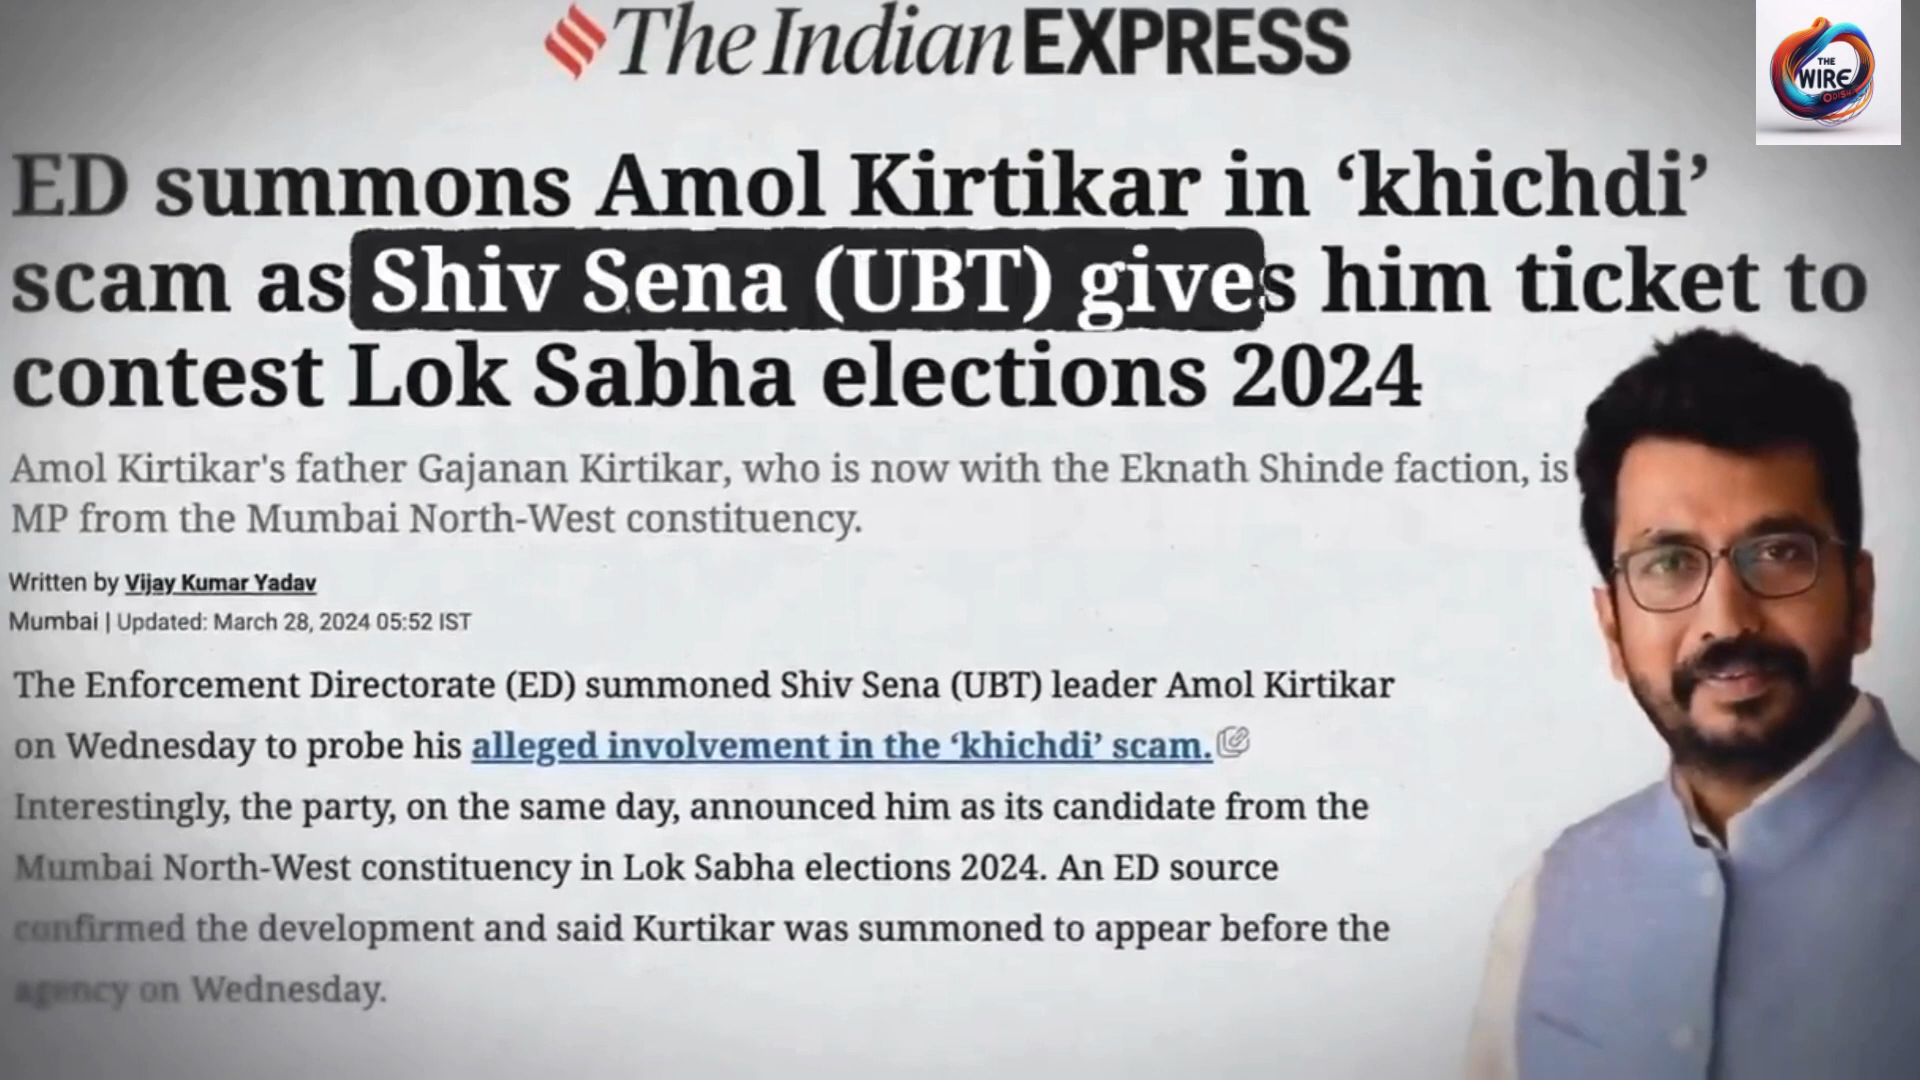 The Indian EXPRESS
THE
WIRE
ODISHA
ED summons Amol Kirtikar in ‘khichdi’
scam as Shiv Sena (UBT) gives him ticket to
contest Lok Sabha elections 2024
Amol Kirtikar's father Gajanan Kirtikar, who is now with the Eknath Shinde faction, is
MP from the Mumbai North-West constituency.
Written by Vijay Kumar Yadav
Mumbai | Updated: March 28, 2024 05:52 IST
The Enforcement Directorate (ED) summoned Shiv Sena (UBT) leader Amol Kirtikar
on Wednesday to probe his alleged involvement in the ‘khichdi’ scam.
Interestingly, the party, on the same day, announced him as its candidate from the
Mumbai North-West constituency in Lok Sabha elections 2024. An ED source
confirmed the development and said Kurtikar was summoned to appear before the
agency on Wednesday.